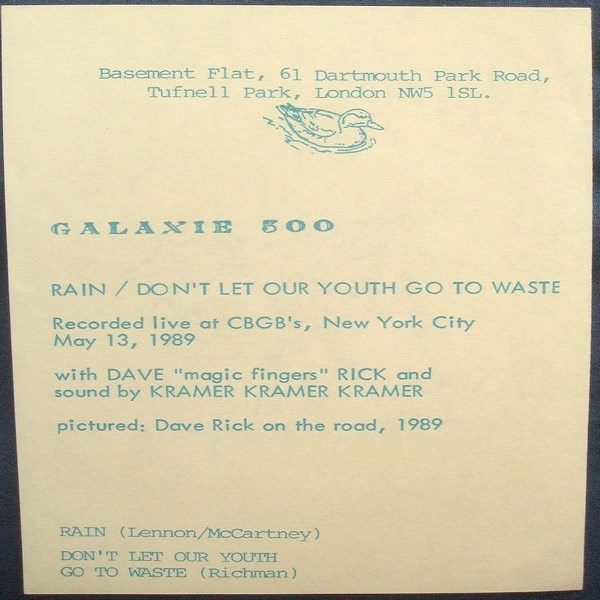 Basement Flat, 61 Dartmouth Park Road,
Tufnell Park, London NW5 1SL.
GALAXIE 500
RAIN / DON'T LET OUR YOUTH GO TO WASTE
Recorded live at CBGB's, New York City
May 13, 1989
with DAVE "magic fingers" RICK and
sound by KRAMER KRAMER KRAMER
pictured: Dave Rick on the road, 1989
RAIN (Lennon/McCartney)
DON'T LET OUR YOUTH
GO TO WASTE (Richman)